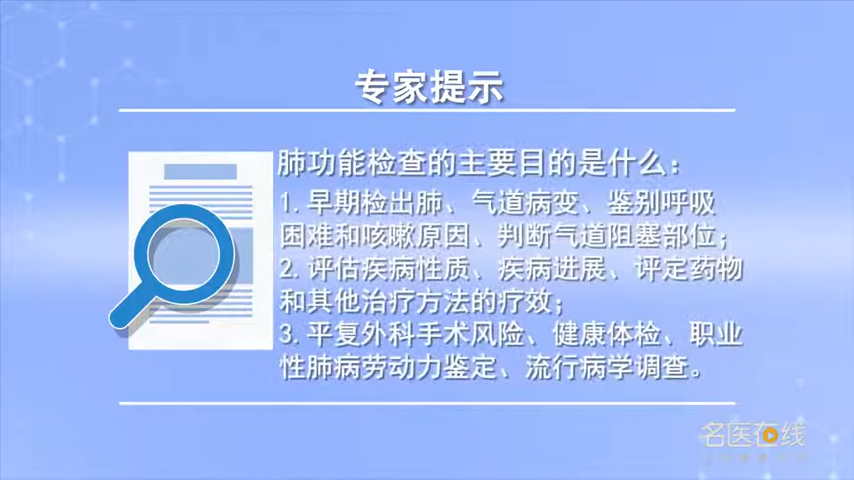 专家提示
肺功能检查的主要目的是什么：
1.早期检出肺、气道病变、鉴别呼吸
困难和咳嗽原因、判断气道阻塞部位；
2.评估疾病性质、疾病进展、评定药物
和其他治疗方法的疗效；
3.平复外科手术风险、健康体检、职业
性肺病劳动力鉴定、流行病学调查。
名医在线